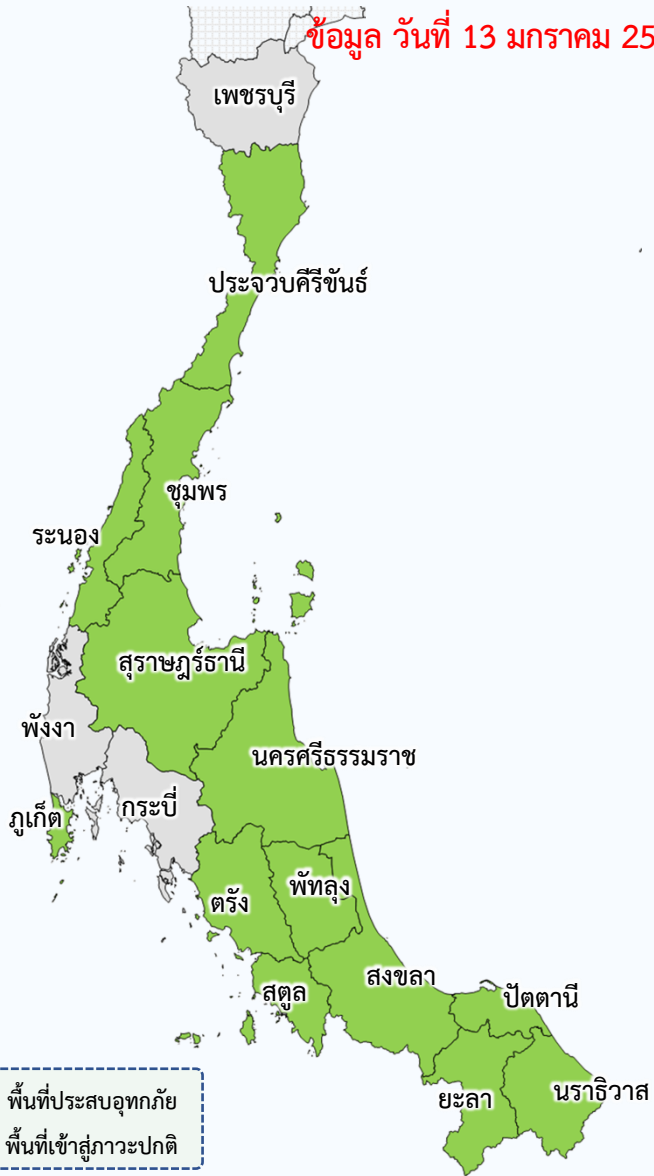 ข้อมูล วันที่ 13 มกราคม 25
เพชรบุรี
ประจวบคีรีขันธ์
ชุมพร
ระนอง
สุราษฎร์ธานี
พังงา
นครศรีธรรมราช
กระบี่
ภูเก็ต
พัทลุง
ตรัง
สงขลา
สตูล
ปัตตานี
ยะลา
นราธิวาส
พื้นที่ประสบอุทกภัย
พื้นที่เข้าสู่ภาวะปกติ